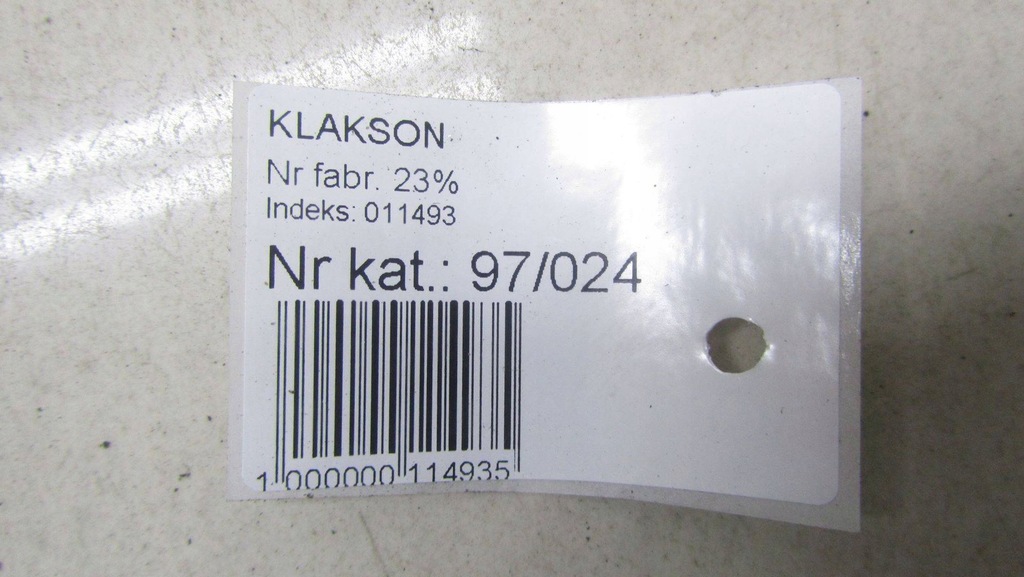 KLAKSON
Nr fabr. 23%
Indeks: 011493
Nr kat.: 97/024
1 000000 114935